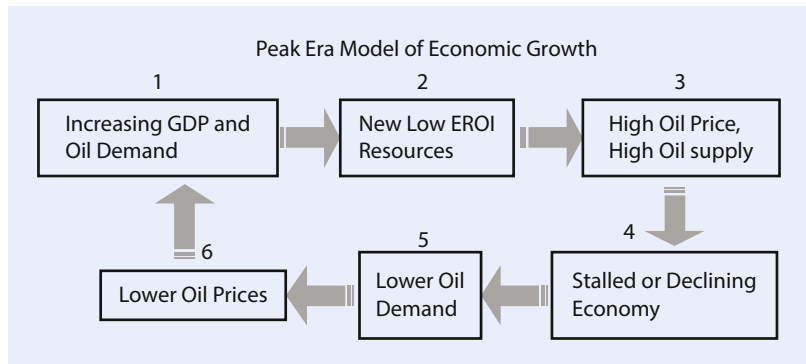 Peak Era Model of Economic Growth
1
Increasing GDP and
Oil Demand
2
New Low EROI
Resources
3
High Oil Price,
High Oil supply
4
Stalled or Declining
Economy
5
Lower Oil
Demand
6
Lower Oil Prices